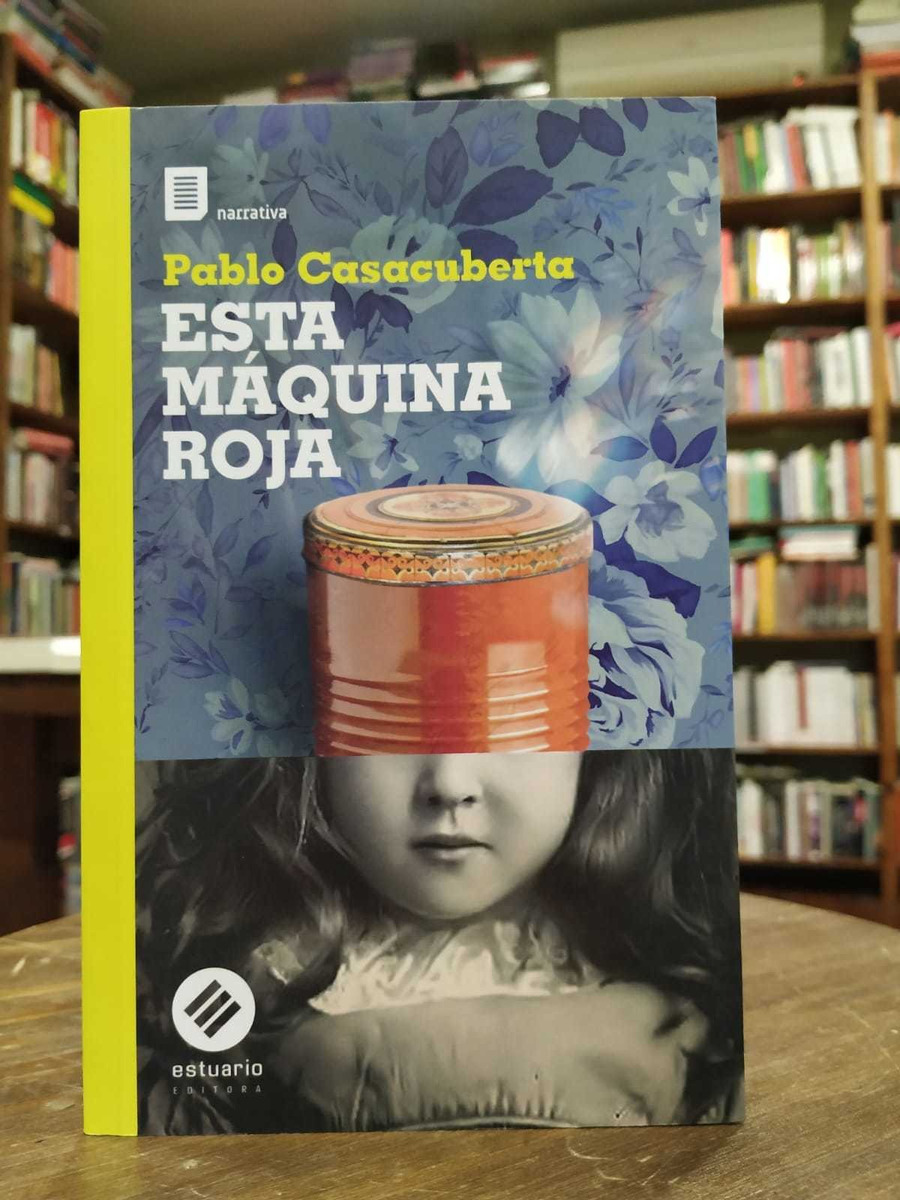 narrativa
Pablo Casacuberta
ESTA
MÁQUINA
ROJA
estuario
EDITORA